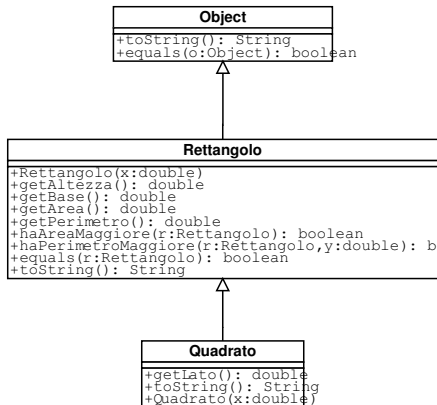 Object
+toString(): String
+equals(o:Object): boolean
Rettangolo
+Rettangolo(x:double)
+getAltezza(): double
+getBase(): double
+getArea(): double
+getPerimetro(): double
+haAreaMaggiore(r:Rettangolo): boolean
+haPerimetroMaggiore(r:Rettangolo,y:double): b
+equals(r:Rettangolo): boolean
+toString(): String
Quadrato
+getLato(): double
+toString(): String
+Quadrato(x:double)